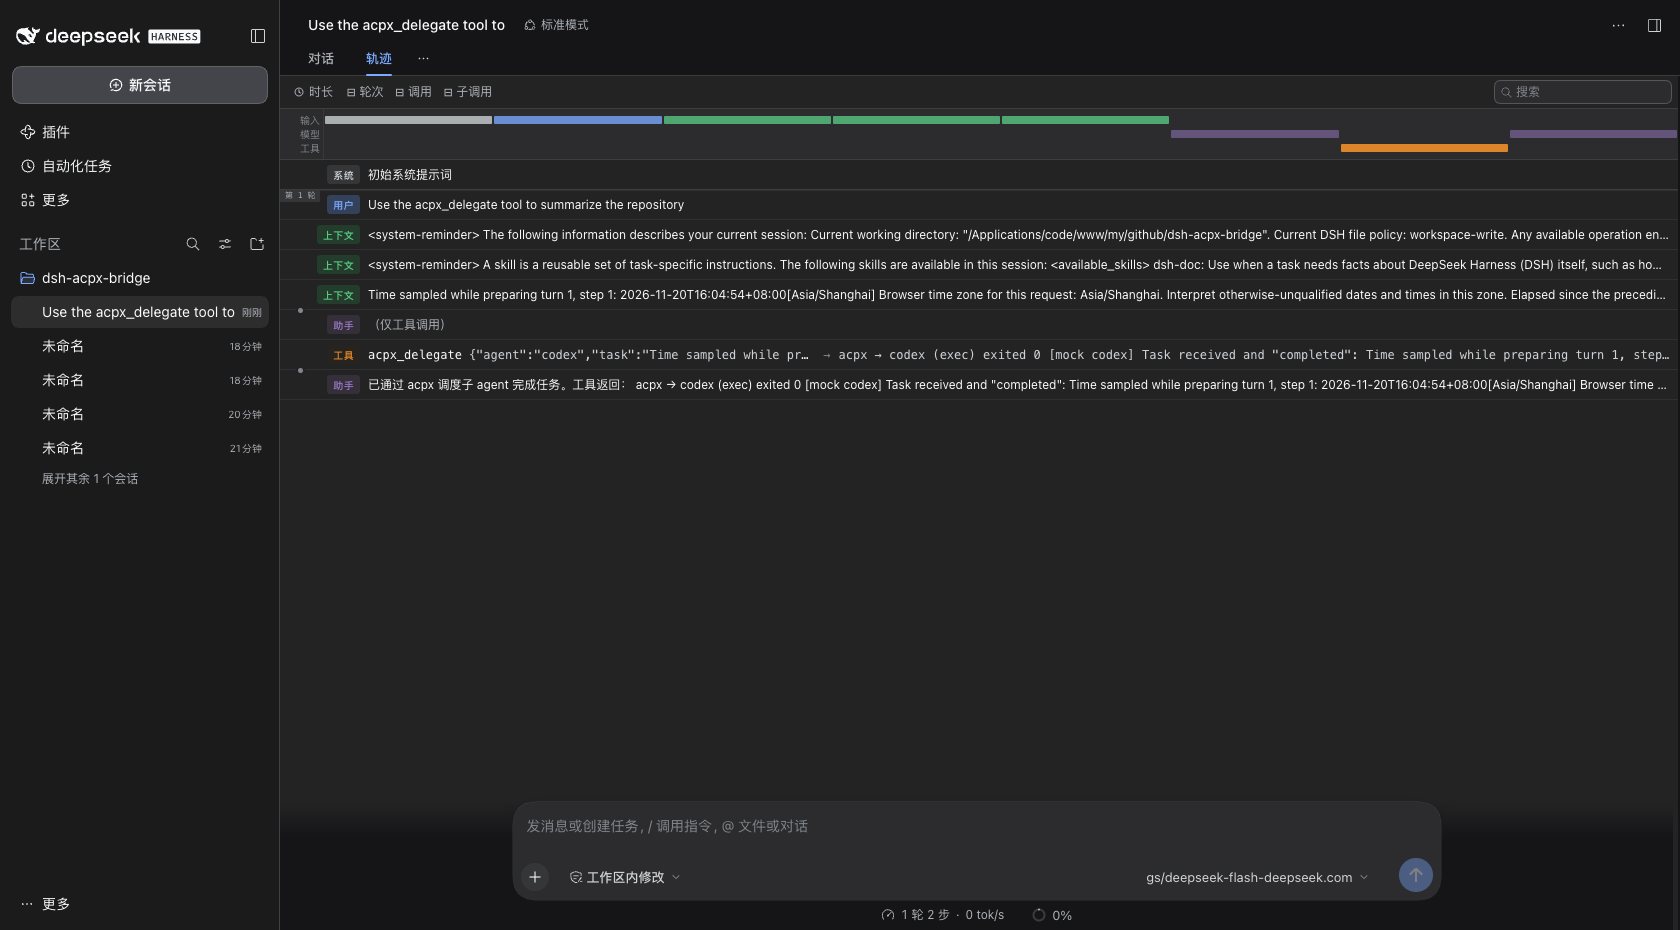 deepseek HARNESS
新会话
插件
自动化任务
更多
工作区
dsh-acpx-bridge
Use the acpx_delegate tool to 刚刚
未命名 18 分钟
未命名 18 分钟
未命名 20 分钟
未命名 21 分钟
展开其余 1 个会话
更多
Use the acpx_delegate tool to 标准模式
对话 轨迹
时长 轮次 调用 子调用 搜索
输入
模型
工具
系统 初始系统提示词
第 1 轮
用户 Use the acpx_delegate tool to summarize the repository
上下文 <system-reminder> The following information describes your current session: Current working directory: "/Applications/code/www/my/github/dsh-acpx-bridge". Current DSH file policy: workspace-write. Any available operation en...
上下文 <system-reminder> A skill is a reusable set of task-specific instructions. The following skills are available in this session: <available_skills> dsh-doc: Use when a task needs facts about DeepSeek Harness (DSH) itself, such as ho...
上下文 Time sampled while preparing turn 1, step 1: 2026-11-20T16:04:54+08:00[Asia/Shanghai] Browser time zone for this request: Asia/Shanghai. Interpret otherwise-unqualified dates and times in this zone. Elapsed since the precedi...
助手 （仅工具调用）
工具 acpx_delegate {"agent":"codex","task":"Time sampled while pr… → acpx → codex (exec) exited 0 [mock codex] Task received and "completed": Time sampled while preparing turn 1, step…
助手 已通过 acpx 调度子 agent 完成任务。工具返回： acpx → codex (exec) exited 0 [mock codex] Task received and "completed": Time sampled while preparing turn 1, step 1: 2026-11-20T16:04:54+08:00[Asia/Shanghai] Browser time ...
发消息或创建任务, / 调用指令, @ 文件或对话
工作区内修改 gs/deepseek-flash-deepseek.com
1 轮 2 步 · 0 tok/s 0%